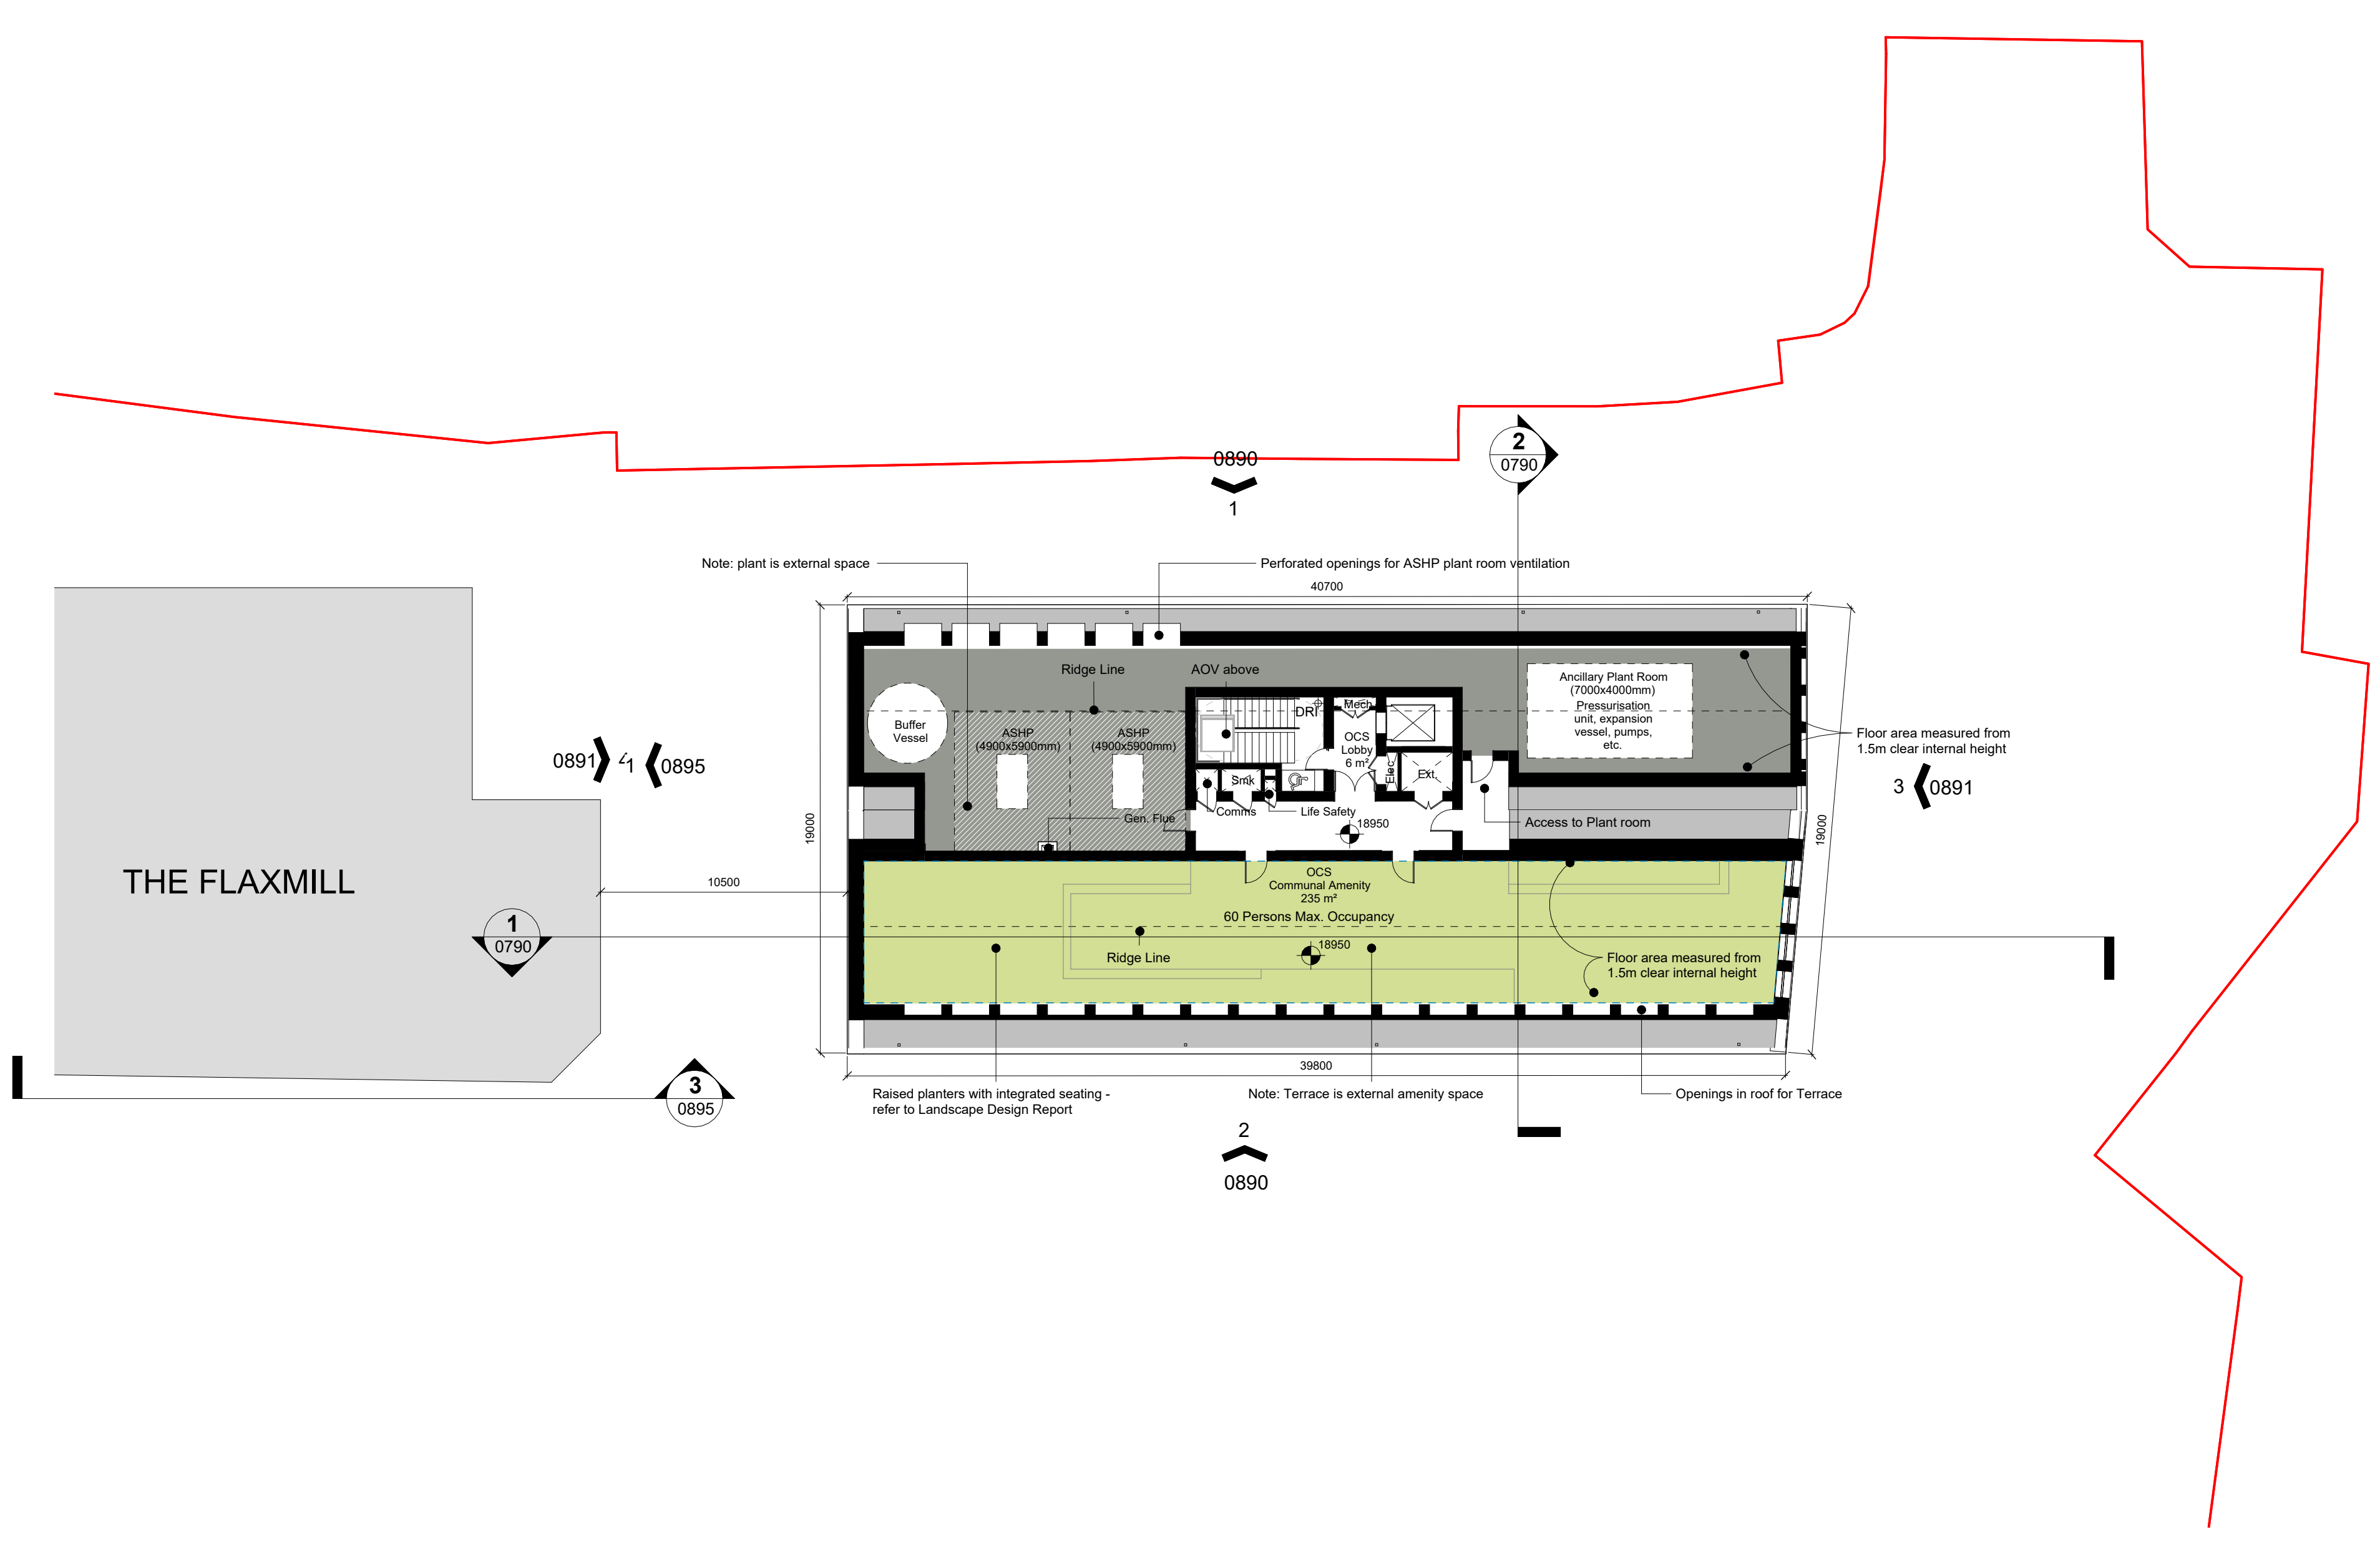 2
0790
0890
1
Note: plant is external space
Perforated openings for ASHP plant room ventilation
40700
Ridge Line
AOV above
Ancillary Plant Room
(7000x4000mm)
Pressurisation
unit, expansion
vessel, pumps,
etc.
Mech
DRI
Buffer
Vessel
ASHP
(4900x5900mm)
ASHP
(4900x5900mm)
OCS
Lobby
6 m²
Floor area measured from
1.5m clear internal height
0891
1
0895
Smk
Elec
Ext.
3
0891
Comms
Life Safety
Gen. Flue
18950
Access to Plant room
19000
19000
THE FLAXMILL
10500
OCS
Communal Amenity
235 m²
60 Persons Max. Occupancy
1
0790
18950
Ridge Line
Floor area measured from
1.5m clear internal height
39800
3
0895
Raised planters with integrated seating -
refer to Landscape Design Report
Note: Terrace is external amenity space
Openings in roof for Terrace
2
0890